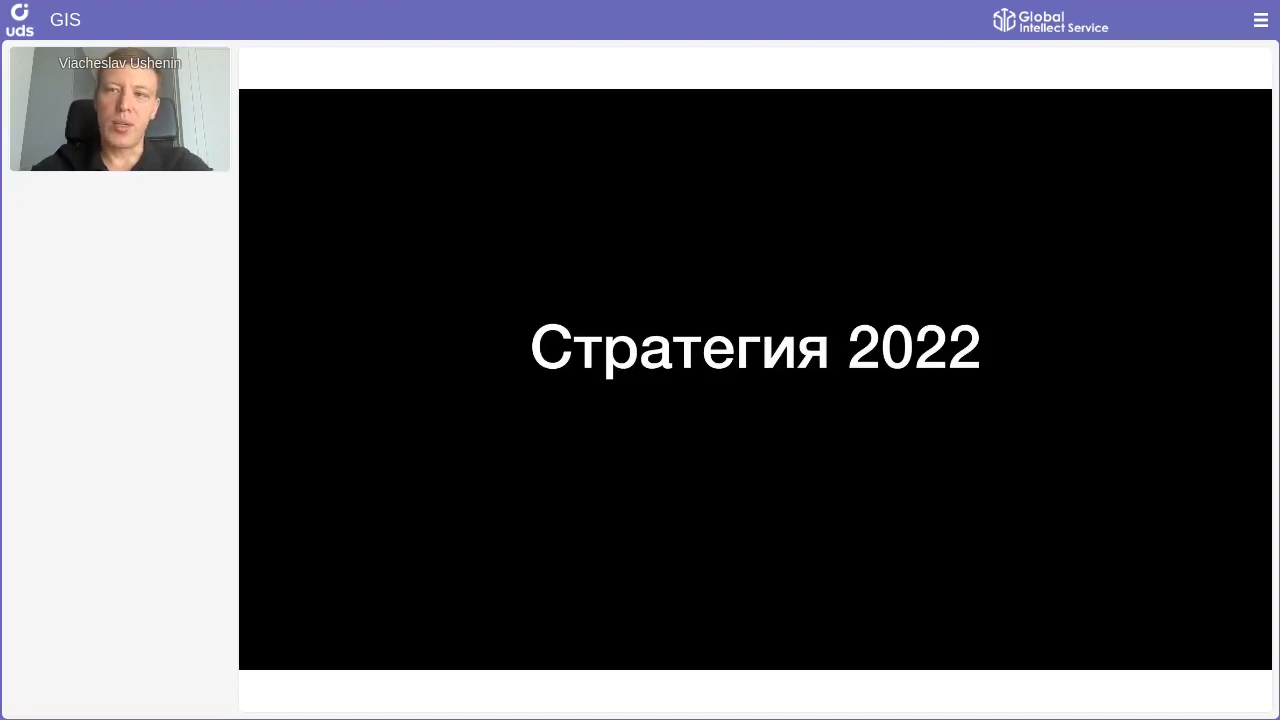 uds
GIS
Global
Intellect Service
Viacheslav Ushenin
Стратегия 2022